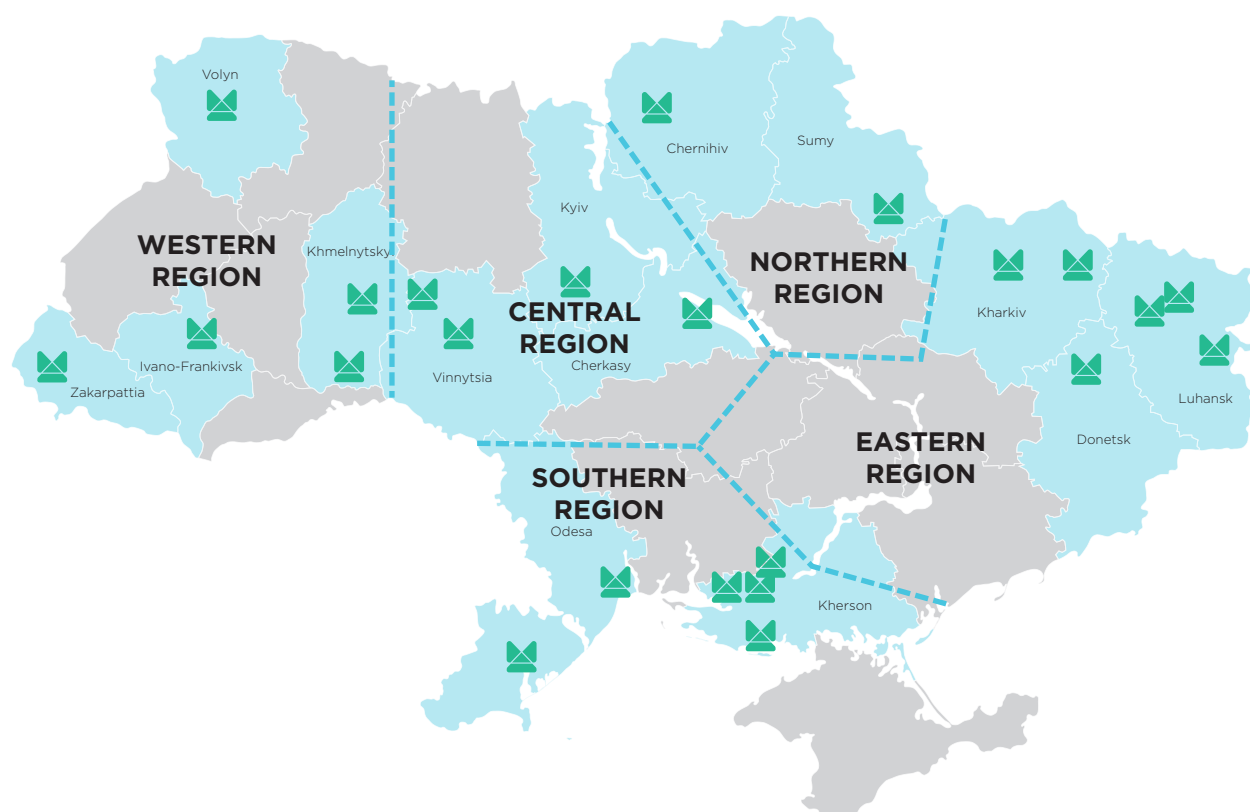 Volyn
Chernihiv
Sumy
Kyiv
Khmelnytsky
WESTERN
REGION
NORTHERN
REGION
CENTRAL
REGION
Kharkiv
Ivano-Frankivsk
Cherkasy
Vinnytsia
Zakarpattia
Luhansk
Donetsk
EASTERN
REGION
SOUTHERN
REGION
Odesa
Kherson